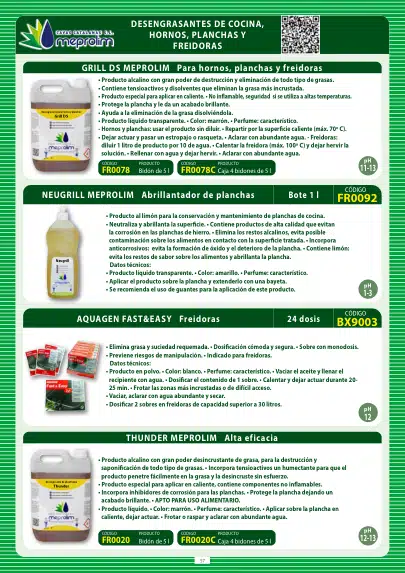 DESENGRASANTES DE COCINA,
HORNOS, PLANCHAS Y
FREIDORAS
meprolim
GRILL DS MEPROLIM Para hornos, planchas y freidoras
• Producto alcalino con gran poder de destrucción y eliminación de todo tipo de grasas.
• Contiene tensioactivos y disolventes que eliminan la grasa más incrustada.
• Producto especial para aplicar en caliente. • No inflamable, seguridad si se utiliza a altas temperaturas.
• Protege la plancha y le da un acabado brillante.
• Ayuda a la eliminación de la grasa disolviéndola.
• Producto líquido transparente. • Color: marrón. • Perfume: característico.
• Hornos y planchas: usar el producto sin diluir. • Repartir por la superficie caliente (máx. 70º C).
• Dejar actuar y pasar un estropajo o rasqueta. • Aclarar con abundante agua. • Freidoras:
diluir 1 litro de producto por 10 de agua. • Calentar la freidora (máx, 100º C) y dejar hervir la
solución. • Rellenar con agua y dejar hervir. • Aclarar con abundante agua.
CÓDIGO PRODUCTO
FR0078 Bidón de 5 l
CÓDIGO PRODUCTO
FR0078C Caja 4 bidones de 5 l
pH
11-13
NEUGRILL MEPROLIM Abrillantador de planchas Bote 1 l
CÓDIGO
FR0092
Neugrill
• Producto al limón para la conservación y mantenimiento de planchas de cocina.
• Neutraliza y abrillanta la superficie. • Contiene productos de alta calidad que evitan
la corrosión en las planchas de hierro. • Elimina los restos alcalinos, evita posible
contaminación sobre los alimentos en contacto con la superficie tratada. • Incorpora
anticorrosivos: evita la formación de óxido y el deterioro de la plancha. • Contiene limón:
evita los restos de sabor sobre los alimentos y abrillanta la plancha.
Datos técnicos:
• Producto líquido transparente. • Color: amarillo. • Perfume: característico.
• Aplicar el producto sobre la plancha y extenderlo con una bayeta.
• Se recomienda el uso de guantes para la aplicación de este producto.
pH
1-3
AQUAGEN FAST&EASY Freidoras 24 dosis
CÓDIGO
BX9003
• Elimina grasa y suciedad requemada. • Dosificación cómoda y segura. • Sobre con monodosis.
• Previene riesgos de manipulación. • Indicado para freidoras.
Datos técnicos:
• Producto en polvo. • Color: blanco. • Perfume: característico. • Vaciar el aceite y llenar el
recipiente con agua. • Dosificar el contenido de 1 sobre. • Calentar y dejar actuar durante 20-
25 min. • Frotar las zonas más incrustadas o de difícil acceso.
• Vaciar, aclarar con agua abundante y secar.
• Dosificar 2 sobres en freidoras de capacidad superior a 30 litros.
pH
12
THUNDER MEPROLIM Alta eficacia
Thunder
meprolim
• Producto alcalino con gran poder desincrustante de grasa, para la destrucción y
saponificación de todo tipo de grasas. • Incorpora tensioactivos un humectante para que el
producto penetre facilmente en la grasa y la desincruste sin esfuerzo.
• Producto especial para aplicar en caliente, contiene componentes no inflamables.
• Incorpora inhibidores de corrosión para las planchas. • Protege la plancha dejando un
acabado brillante. • APTO PARA USO ALIMENTARIO.
• Producto líquido. • Color: marrón. • Perfume: característico. • Aplicar sobre la plancha en
caliente, dejar actuar. • Frotar o raspar y aclarar con abundante agua.
CÓDIGO PRODUCTO
FR0020 Bidón de 5 l
CÓDIGO PRODUCTO
FR0020C Caja 4 bidones de 5 l
pH
12-13
57